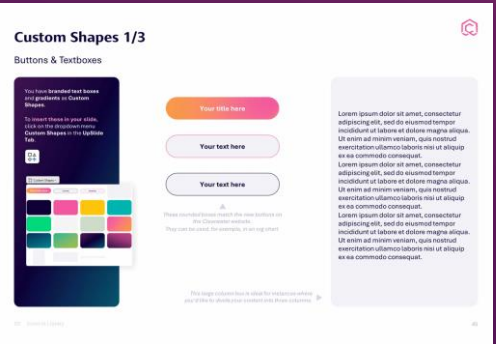 Custom Shapes 1/3
Buttons & Textboxes
You have branded text boxes
and gradients as Custom
Shapes.
To insert these in your slide,
click on the dropdown menu
Custom Shapes in the UpSlide
Tab.
Custom Shapes
Your title here
Your text here
Your text here
These rounded boxes match the new buttons on
the Clearwater website.
They can be used, for example, in an org chart
This large column box is ideal for instances where
you'd like to divide your content into three columns.
Lorem ipsum dolor sit amet, consectetur
adipiscing elit, sed do eiusmod tempor
incididunt ut labore et dolore magna aliqua.
Ut enim ad minim veniam, quis nostrud
exercitation ullamco laboris nisi ut aliquip
ex ea commodo consequat.
Lorem ipsum dolor sit amet, consectetur
adipiscing elit, sed do eiusmod tempor
incididunt ut labore et dolore magna aliqua.
Ut enim ad minim veniam, quis nostrud
exercitation ullamco laboris nisi ut aliquip
ex ea commodo consequat.
Lorem ipsum dolor sit amet, consectetur
adipiscing elit, sed do eiusmod tempor
incididunt ut labore et dolore magna aliqua.
Ut enim ad minim veniam, quis nostrud
exercitation ullamco laboris nisi ut aliquip
ex ea commodo consequat.